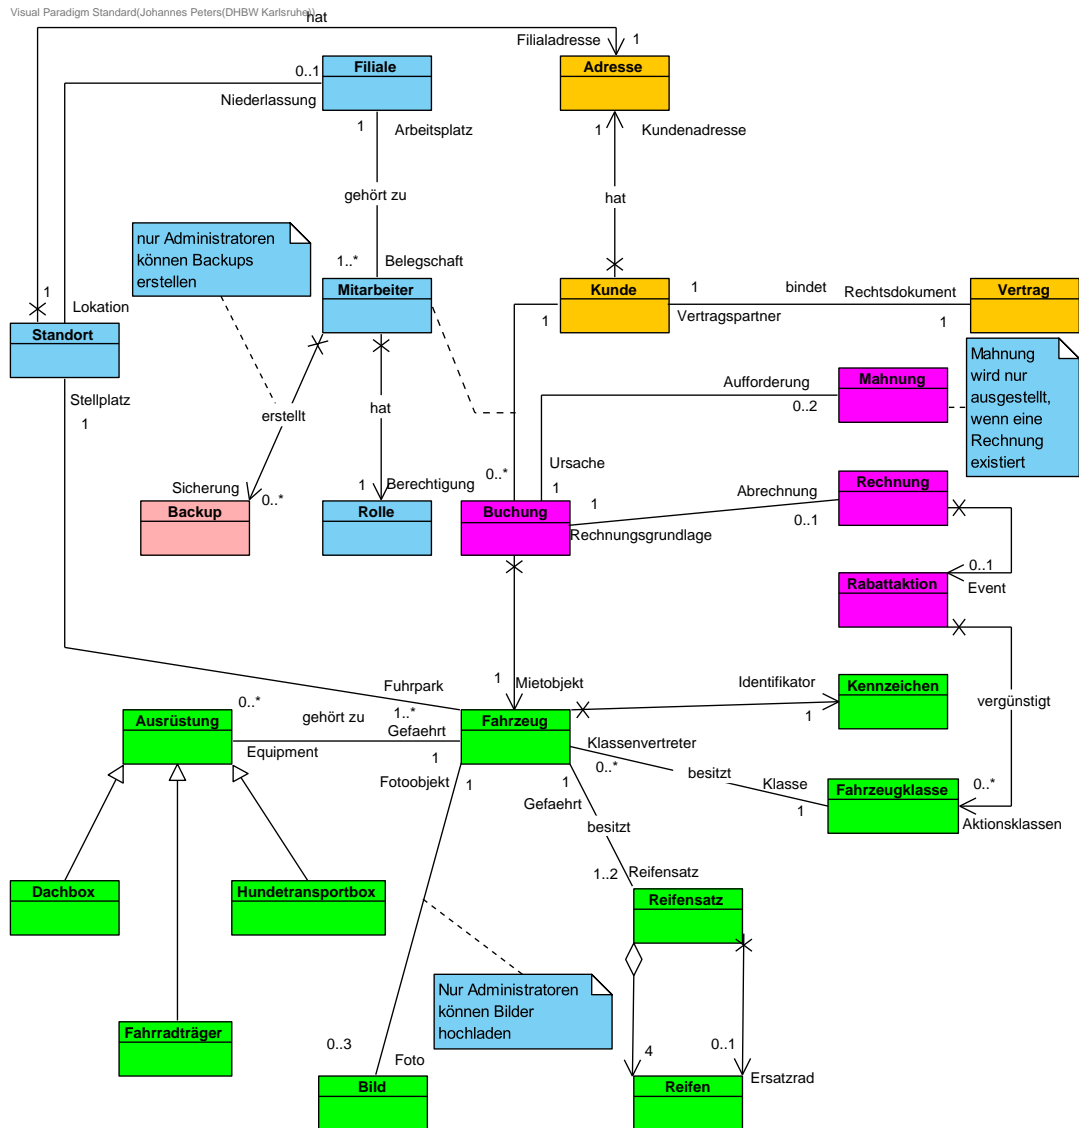 Visual Paradigm Standard(Johannes Peters(DHBW Karlsruhe))
hat
Filialadresse
1
0..1
Filiale
Adresse
Niederlassung
1
Arbeitsplatz
1
Kundenadresse
gehört zu
hat
nur Administratoren
können Backups
erstellen
1..*
Belegschaft
1
Lokation
Mitarbeiter
Kunde
1
bindet
Rechtsdokument
Vertrag
1
Vertragspartner
1
Standort
Mahnung
wird nur
ausgestellt,
wenn eine
Rechnung
existiert
Stellplatz
1
Aufforderung
0..2
Mahnung
erstellt
hat
Sicherung
0..*
1
Berechtigung
0..*
Ursache
1
1
Abrechnung
0..1
Rechnung
Backup
Rolle
Buchung
Rechnungsgrundlage
0..1
Event
Rabattaktion
1
Mietobjekt
Identifikator
1
Kennzeichen
vergünstigt
Fuhrpark
1..*
0..*
gehört zu
Gefaehrt
Ausrüstung
Fahrzeug
Equipment
1
Klassenvertreter
0..*
besitzt
Klasse
1
Fahrzeugklasse
0..*
Aktionsklassen
Fotoobjekt
1
1
Gefaehrt
besitzt
1..2
Reifensatz
Dachbox
Hundetransportbox
Reifensatz
Nur Administratoren
können Bilder
hochladen
Fahrradträger
0..3
Foto
4
0..1
Ersatzrad
Bild
Reifen